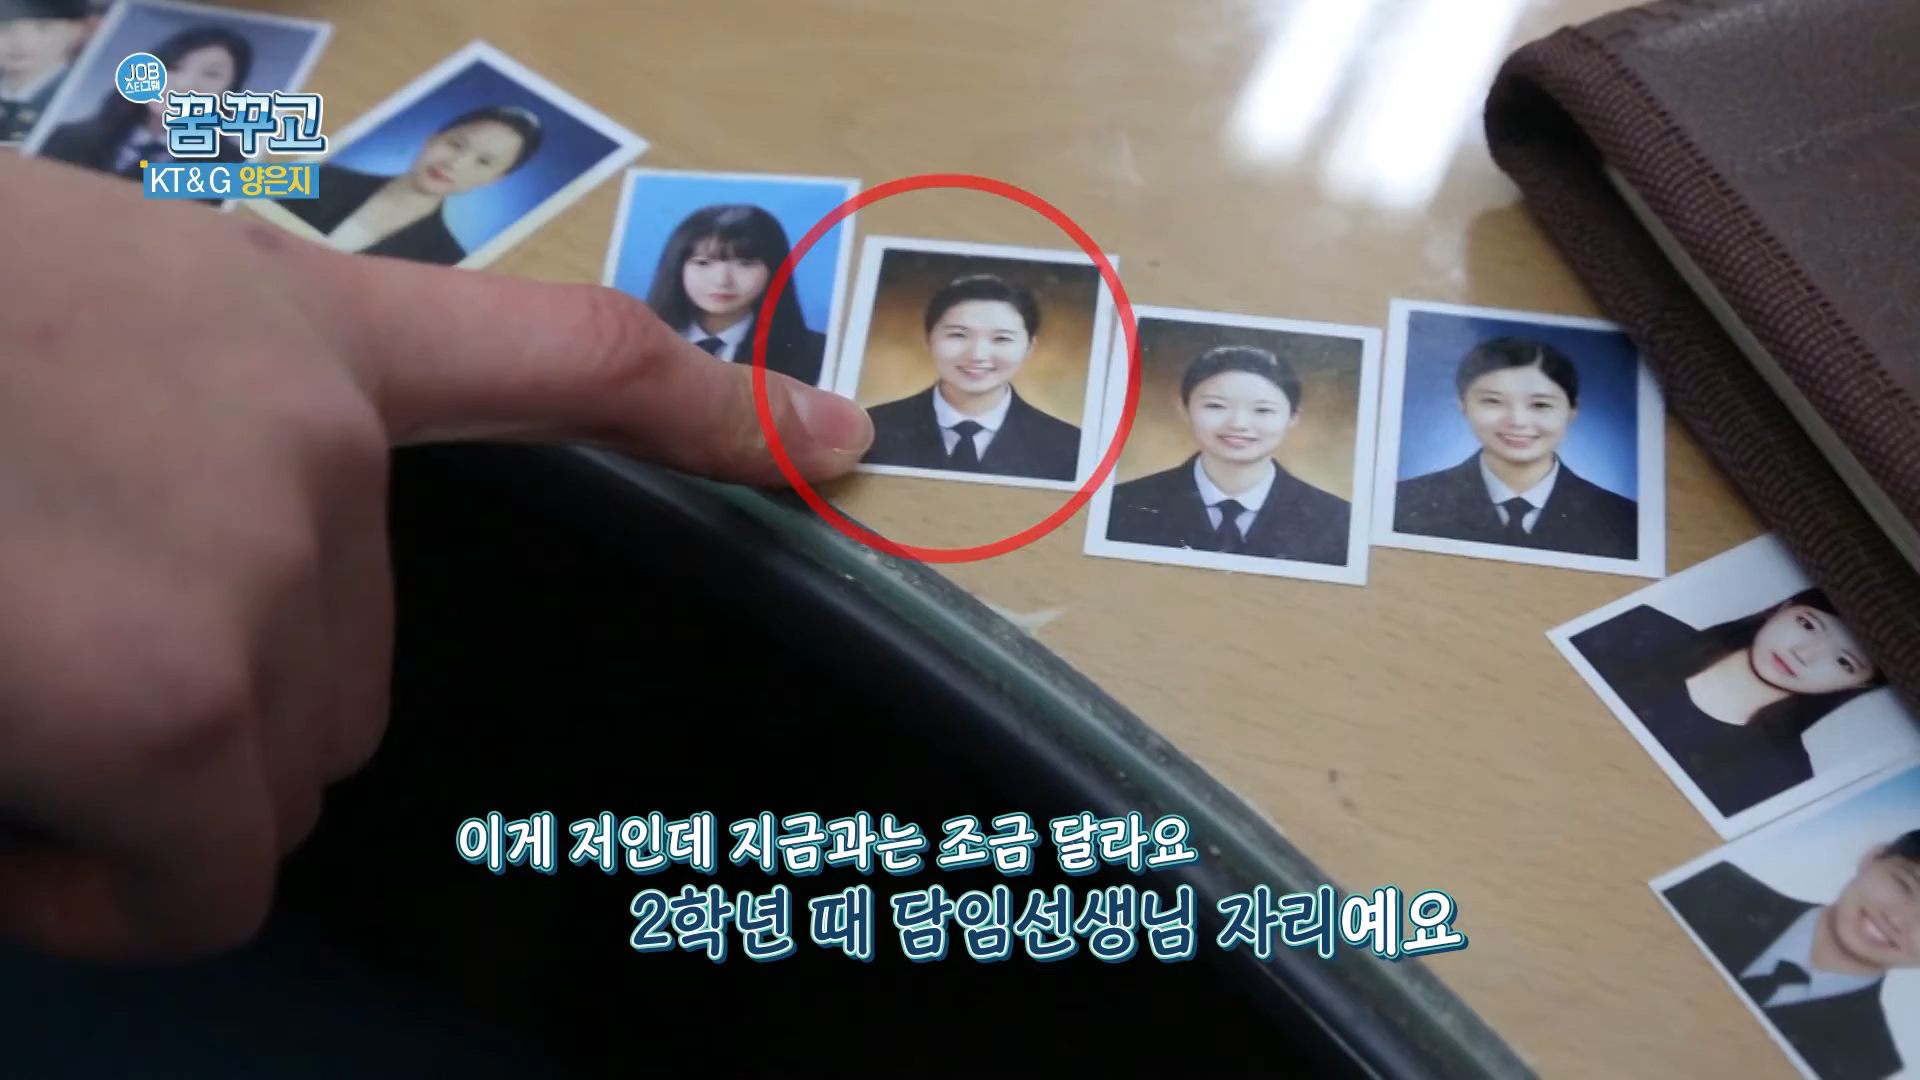 JOB
스타그램
꿈꾸고
KT&G 양은지
이게 저인데 지금과는 조금 달라요
2학년 때 담임선생님 자리예요